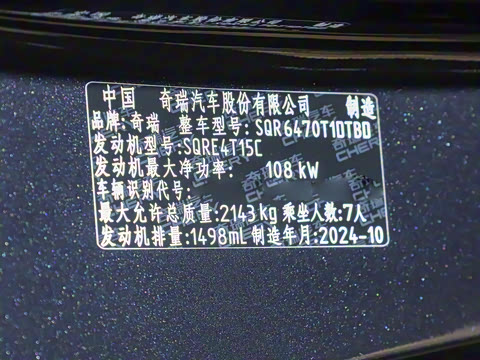 中国 奇瑞汽车股份有限公司 制造
品牌:奇瑞 整车型号:SQR6470T1DTBD
发动机型号:SQRE4T15C
发动机最大净功率: 108 kW
车辆识别代号:
最大允许总质量:2143 kg 乘坐人数:7人
发动机排量:1498mL 制造年月:2024-10